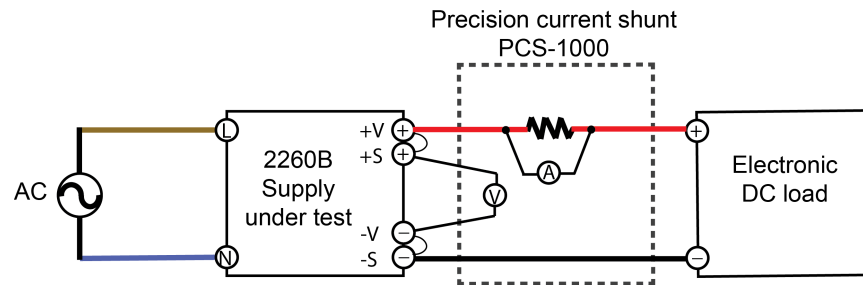 Precision current shunt
PCS-1000
AC
L
N
2260B
Supply
under test
+V
+S
-V
-S
+
+
−
−
V
A
+
−
Electronic
DC load